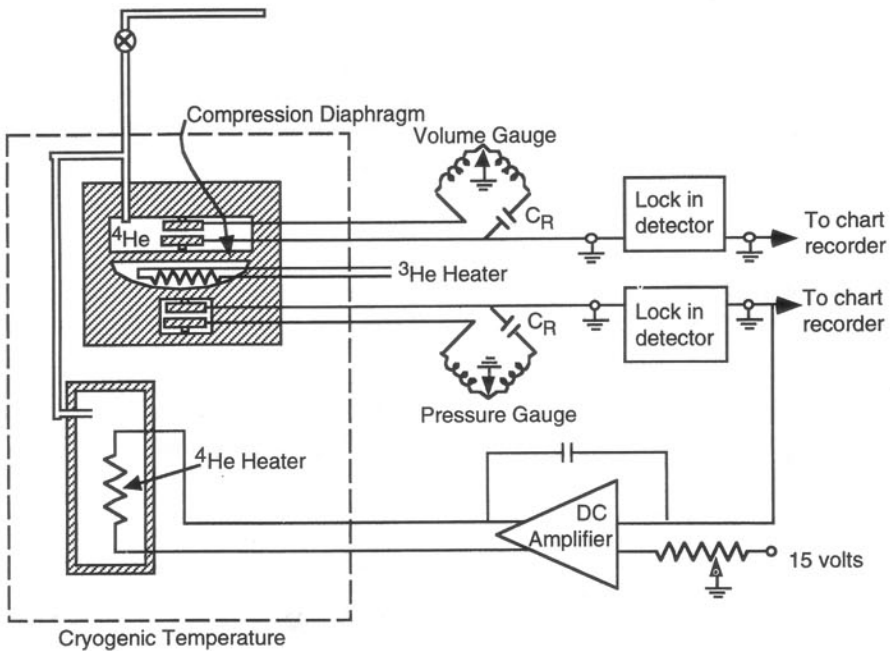 Compression Diaphragm
Volume Gauge
C_R
Lock in
detector
To chart
recorder
⁴He
³He Heater
C_R
Lock in
detector
To chart
recorder
Pressure Gauge
⁴He Heater
DC
Amplifier
15 volts
Cryogenic Temperature